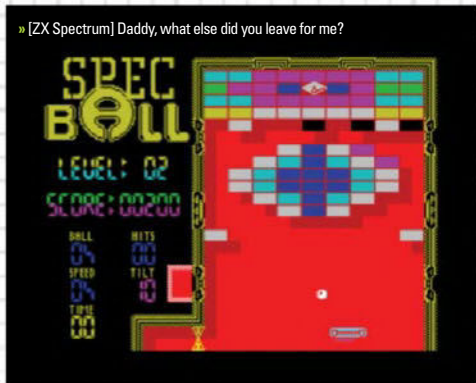 » [ZX Spectrum] Daddy, what else did you leave for me?
SPEC
BALL
LEVEL: 02
SCORE:00200
BALL HITS
04 00
SPEED TILT
04 10
TIME
00